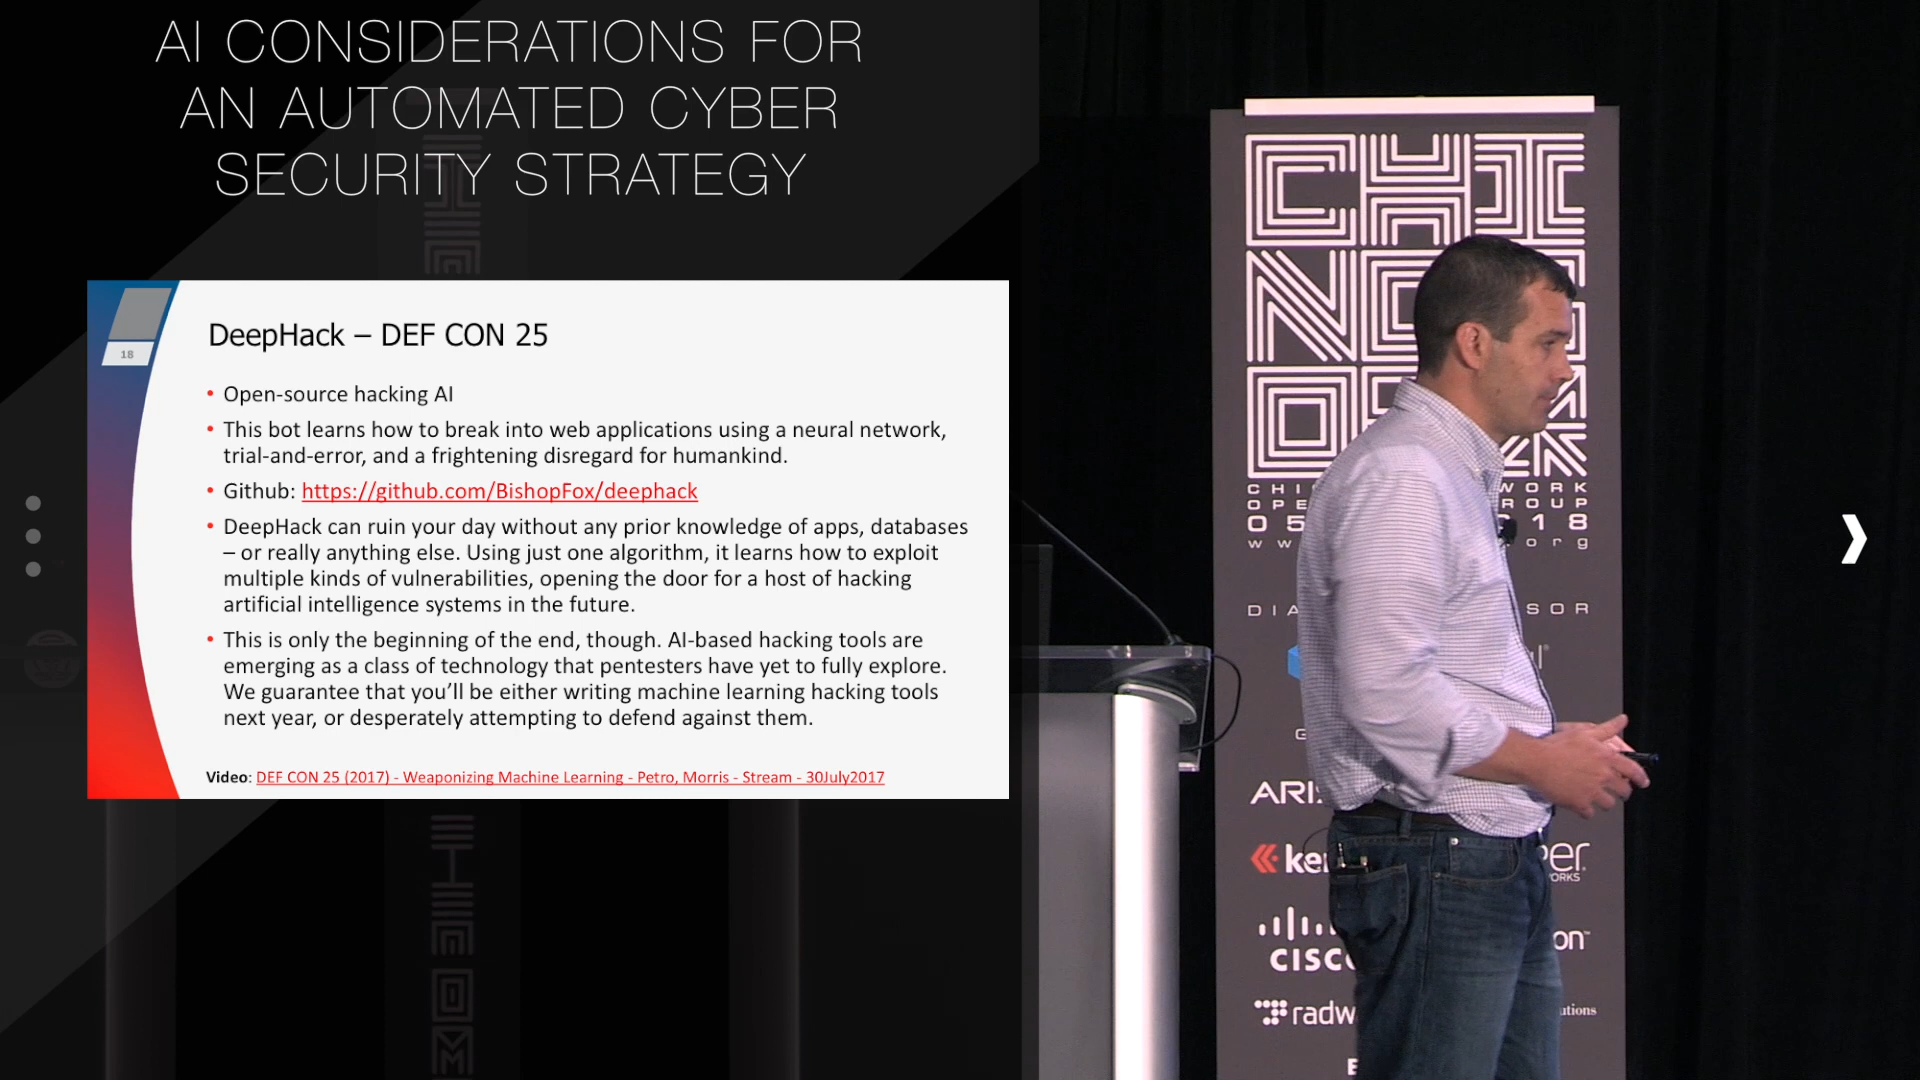 AI CONSIDERATIONS FOR
AN AUTOMATED CYBER
SECURITY STRATEGY
18
DeepHack – DEF CON 25
• Open-source hacking AI
• This bot learns how to break into web applications using a neural network,
trial-and-error, and a frightening disregard for humankind.
• Github: https://github.com/BishopFox/deephack
• DeepHack can ruin your day without any prior knowledge of apps, databases
– or really anything else. Using just one algorithm, it learns how to exploit
multiple kinds of vulnerabilities, opening the door for a host of hacking
artificial intelligence systems in the future.
• This is only the beginning of the end, though. AI-based hacking tools are
emerging as a class of technology that pentesters have yet to fully explore.
We guarantee that you’ll be either writing machine learning hacking tools
next year, or desperately attempting to defend against them.
Video: DEF CON 25 (2017) - Weaponizing Machine Learning - Petro, Morris - Stream - 30July2017
CHI
NOG
CISCO